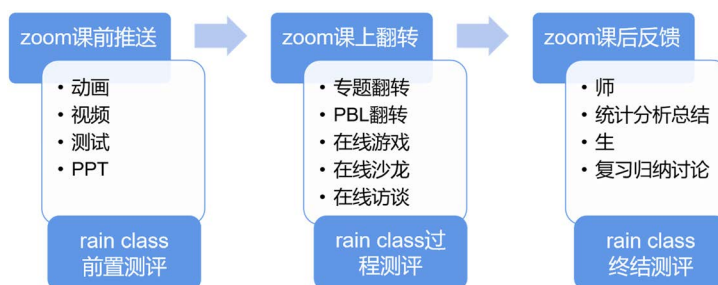 zoom课前推送
• 动画
• 视频
• 测试
• PPT
rain class
前置测评
zoom课上翻转
• 专题翻转
• PBL翻转
• 在线游戏
• 在线沙龙
• 在线访谈
rain class过
程测评
zoom课后反馈
• 师
• 统计分析总结
• 生
• 复习归纳讨论
rain class
终结测评